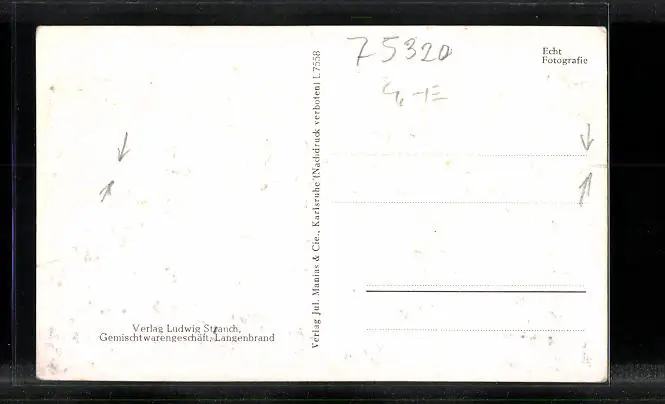 75320
Echt
Fotografie
Verlag Jul. Manias & Cie., Karlsruhe (Nachdruck verboten) L 7558
Verlag Ludwig Strauch,
Gemischtwarengeschäft, Langenbrand